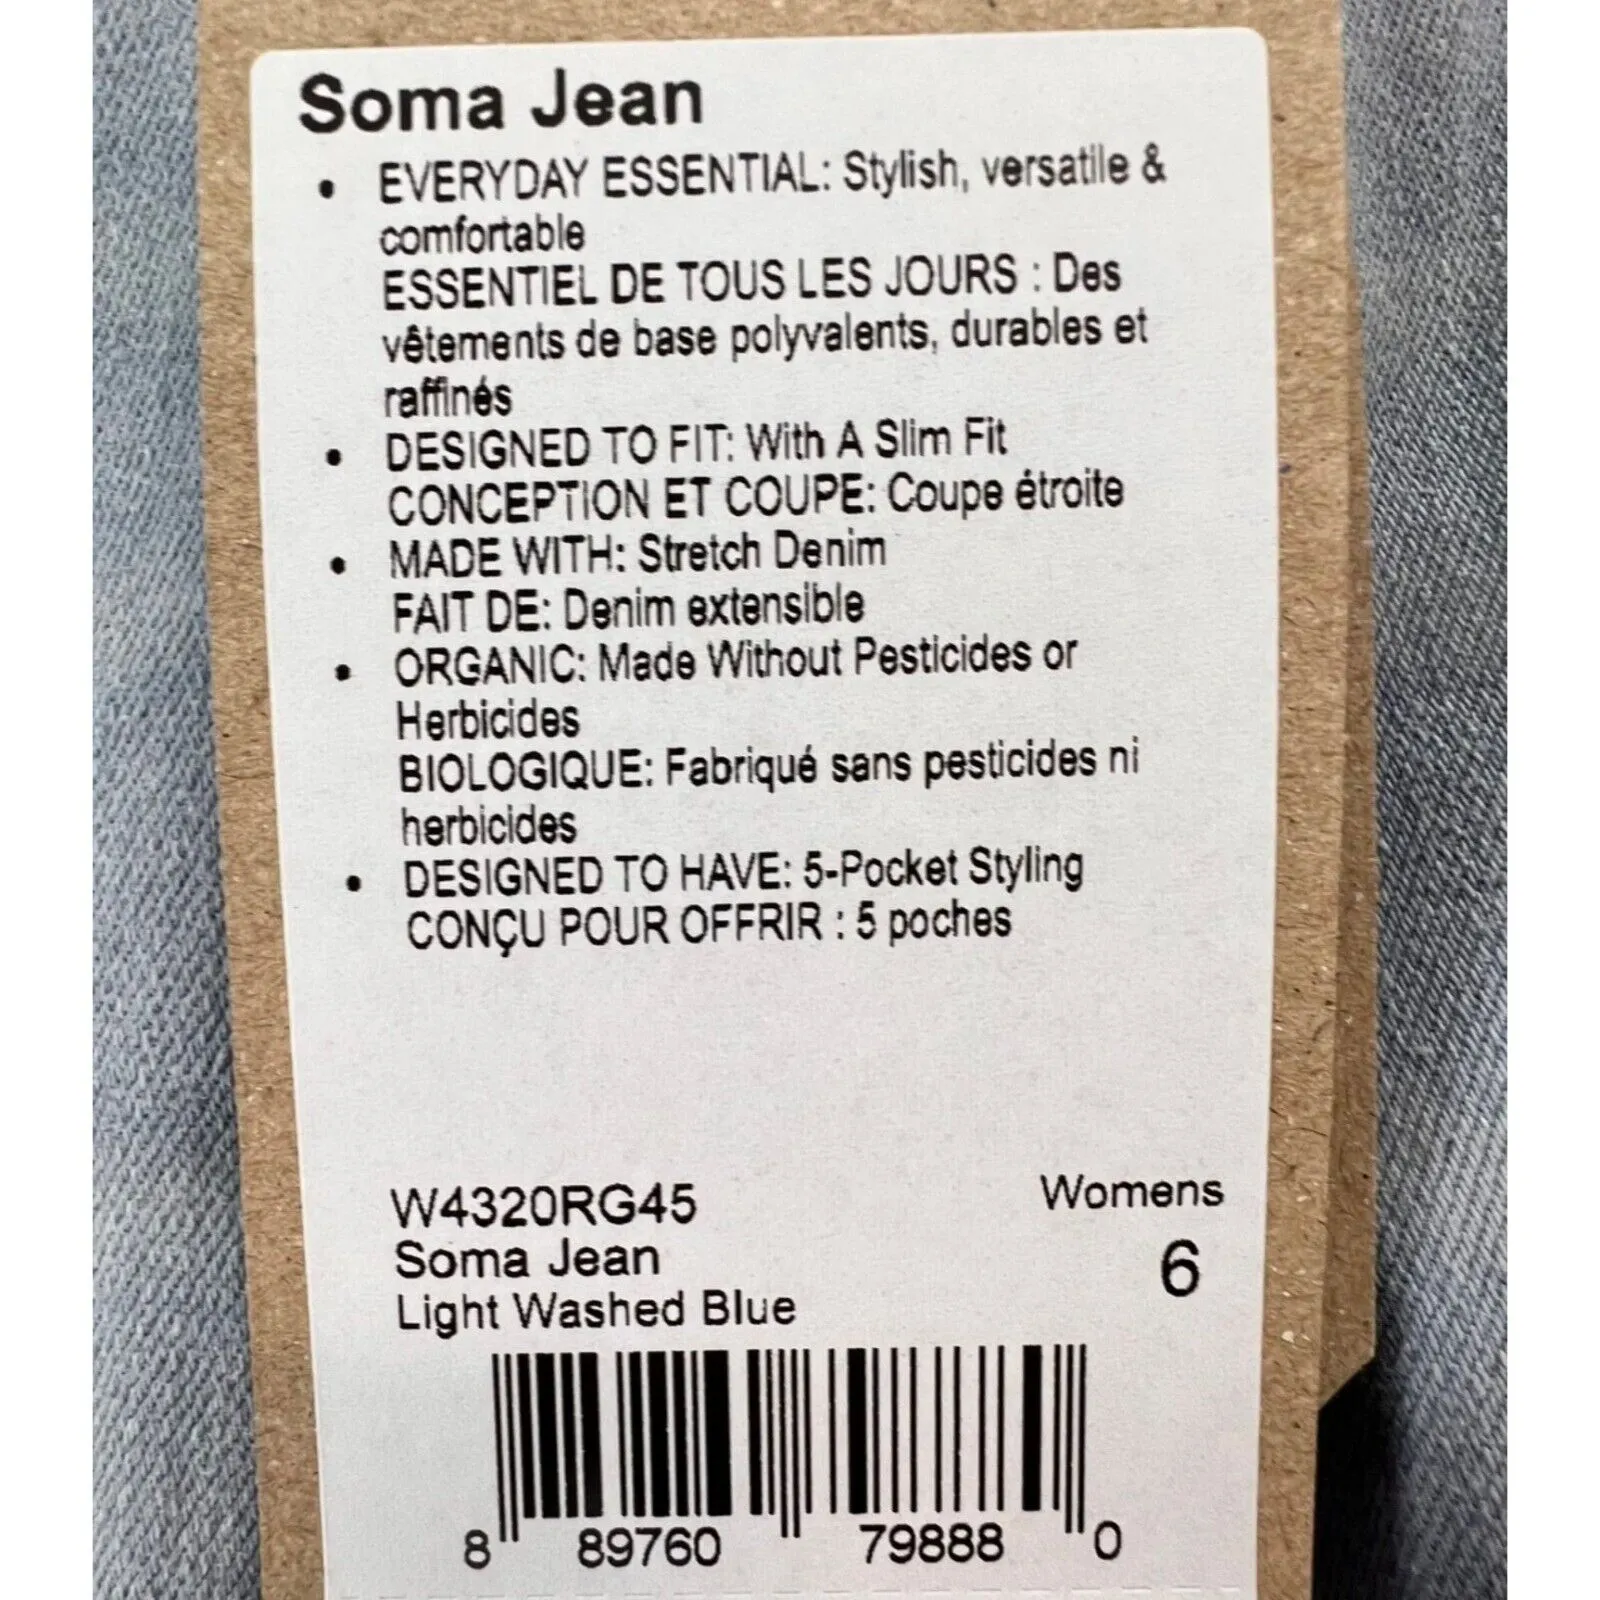 Soma Jean
• EVERYDAY ESSENTIAL: Stylish, versatile &
comfortable
ESSENTIEL DE TOUS LES JOURS : Des
vêtements de base polyvalents, durables et
raffinés
• DESIGNED TO FIT: With A Slim Fit
CONCEPTION ET COUPE: Coupe étroite
• MADE WITH: Stretch Denim
FAIT DE: Denim extensible
• ORGANIC: Made Without Pesticides or
Herbicides
BIOLOGIQUE: Fabriqué sans pesticides ni
herbicides
• DESIGNED TO HAVE: 5-Pocket Styling
CONÇU POUR OFFRIR : 5 poches
W4320RG45
Womens
Soma Jean
6
Light Washed Blue
8 89760 79888 0